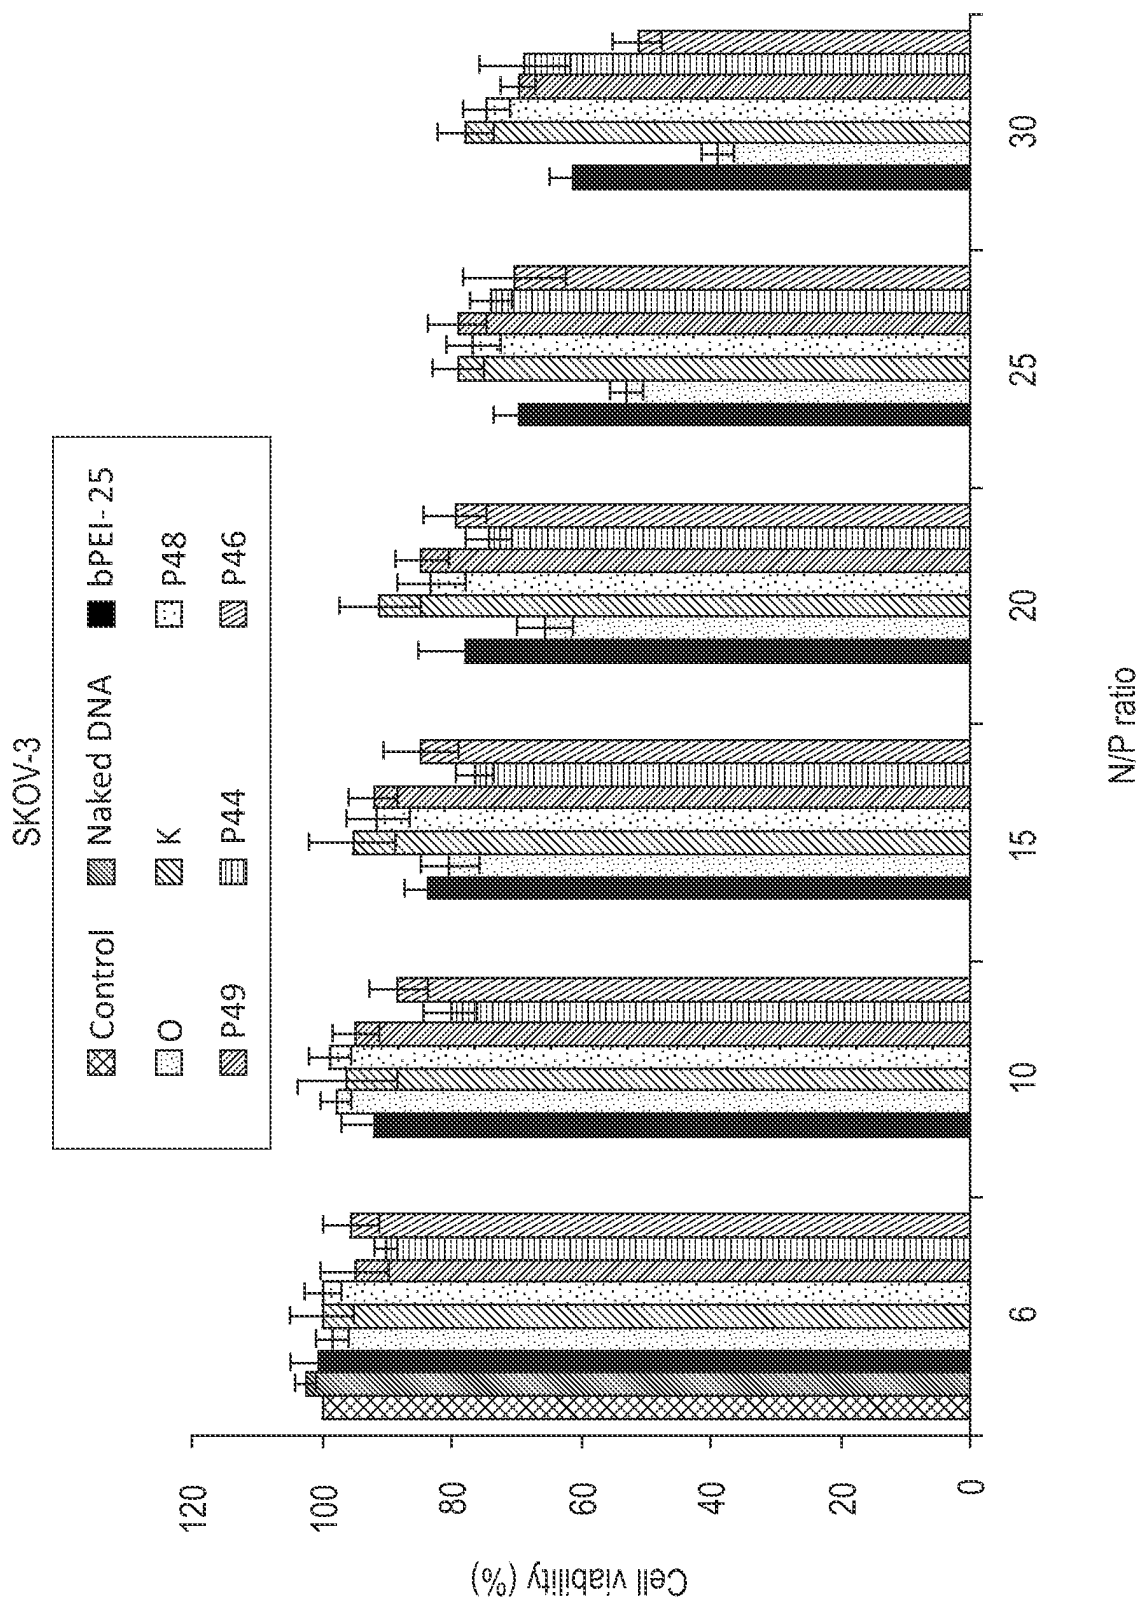 SKOV-3
Control Naked DNA bPEI-25
O K P48
P49 P44 P46
Cell viability (%)
120
100
80
60
40
20
0
6 10 15 20 25 30
N/P ratio